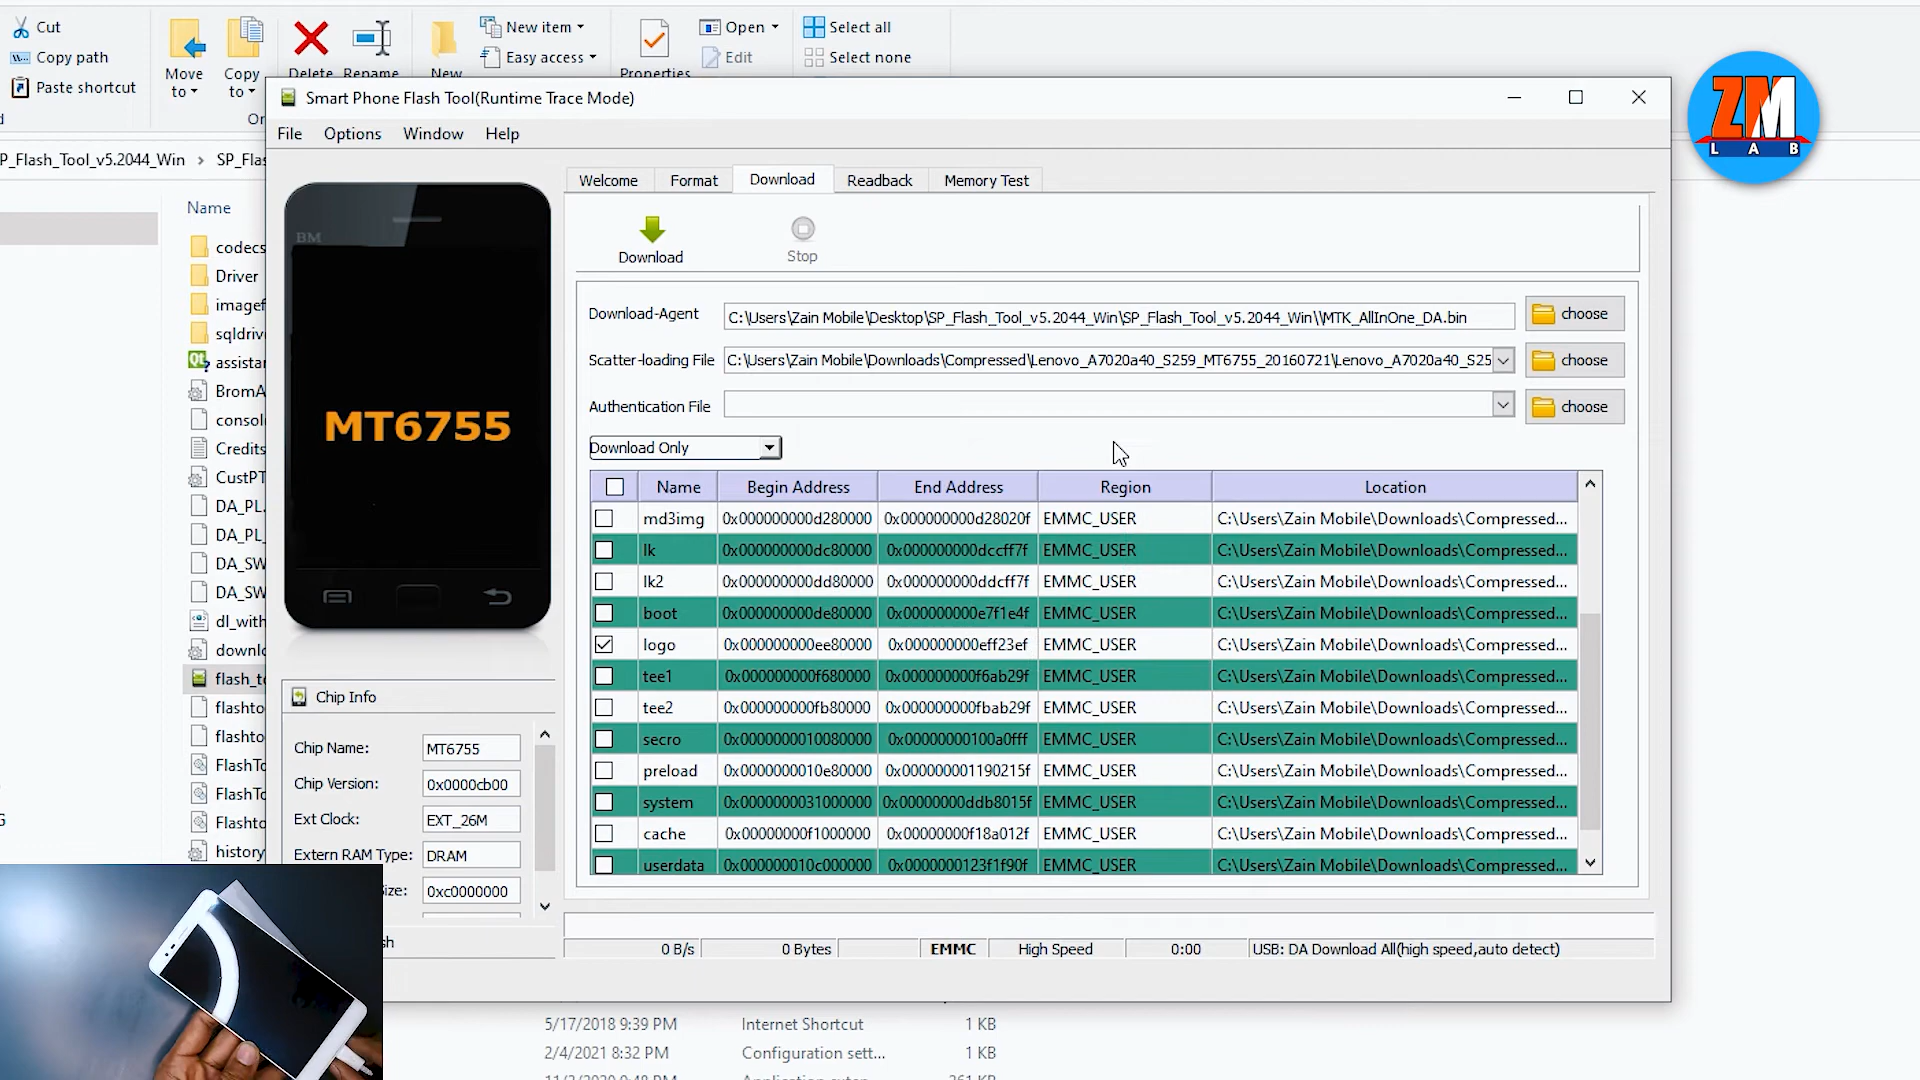 Cut
Copy path
Paste shortcut
Move to
Copy to
Delete
Rename
New
New item
Easy access
Properties
Open
Edit
Select all
Select none
ZM
LAB
Smart Phone Flash Tool(Runtime Trace Mode)
File Options Window Help
P_Flash_Tool_v5.2044_Win > SP_Flas
Name
codecs
Driver
imagef
sqldriv
assistar
BromA
consol
Credits
CustPT
DA_PL.
DA_PL_
DA_SW
DA_SW
dl_with
downlo
flash_to
flashto
flashto
FlashTo
FlashTo
Flashto
history
BM
MT6755
Welcome Format Download Readback Memory Test
Download Stop
Download-Agent C:\Users\Zain Mobile\Desktop\SP_Flash_Tool_v5.2044_Win\SP_Flash_Tool_v5.2044_Win\\MTK_AllInOne_DA.bin choose
Scatter-loading File C:\Users\Zain Mobile\Downloads\Compressed\Lenovo_A7020a40_S259_MT6755_20160721\Lenovo_A7020a40_S25 choose
Authentication File choose
Download Only
Name Begin Address End Address Region Location
md3img 0x000000000d280000 0x000000000d28020f EMMC_USER C:\Users\Zain Mobile\Downloads\Compressed...
lk 0x000000000dc80000 0x000000000dccff7f EMMC_USER C:\Users\Zain Mobile\Downloads\Compressed...
lk2 0x000000000dd80000 0x000000000ddcff7f EMMC_USER C:\Users\Zain Mobile\Downloads\Compressed...
boot 0x000000000de80000 0x000000000e7f1e4f EMMC_USER C:\Users\Zain Mobile\Downloads\Compressed...
logo 0x000000000ee80000 0x000000000eff23ef EMMC_USER C:\Users\Zain Mobile\Downloads\Compressed...
tee1 0x000000000f680000 0x000000000f6ab29f EMMC_USER C:\Users\Zain Mobile\Downloads\Compressed...
tee2 0x000000000fb80000 0x000000000fbab29f EMMC_USER C:\Users\Zain Mobile\Downloads\Compressed...
secro 0x0000000010080000 0x00000000100a0fff EMMC_USER C:\Users\Zain Mobile\Downloads\Compressed...
preload 0x0000000010e80000 0x000000001190215f EMMC_USER C:\Users\Zain Mobile\Downloads\Compressed...
system 0x0000000031000000 0x00000000ddb8015f EMMC_USER C:\Users\Zain Mobile\Downloads\Compressed...
cache 0x00000000f1000000 0x00000000f18a012f EMMC_USER C:\Users\Zain Mobile\Downloads\Compressed...
userdata 0x000000010c000000 0x0000000123f1f90f EMMC_USER C:\Users\Zain Mobile\Downloads\Compressed...
Chip Info
Chip Name: MT6755
Chip Version: 0x0000cb00
Ext Clock: EXT_26M
Extern RAM Type: DRAM
Size: 0xc0000000
sh
0 B/s 0 Bytes EMMC High Speed 0:00 USB: DA Download All(high speed,auto detect)
5/17/2018 9:39 PM Internet Shortcut 1 KB
2/4/2021 8:32 PM Configuration sett... 1 KB